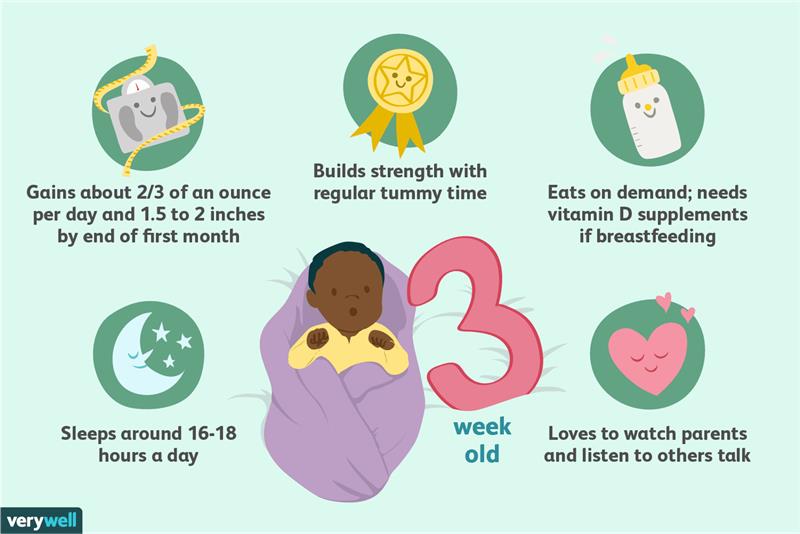 Gains about 2/3 of an ounce
per day and 1.5 to 2 inches
by end of first month
Builds strength with
regular tummy time
Eats on demand; needs
vitamin D supplements
if breastfeeding
3
week
old
Sleeps around 16-18
hours a day
Loves to watch parents
and listen to others talk
verywell